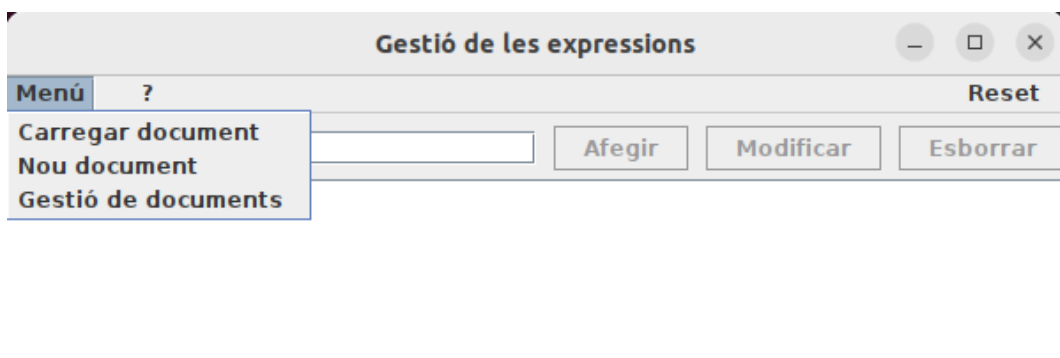 Gestió de les expressions
Menú ? Reset
Carregar document
Afegir Modificar Esborrar
Nou document
Gestió de documents